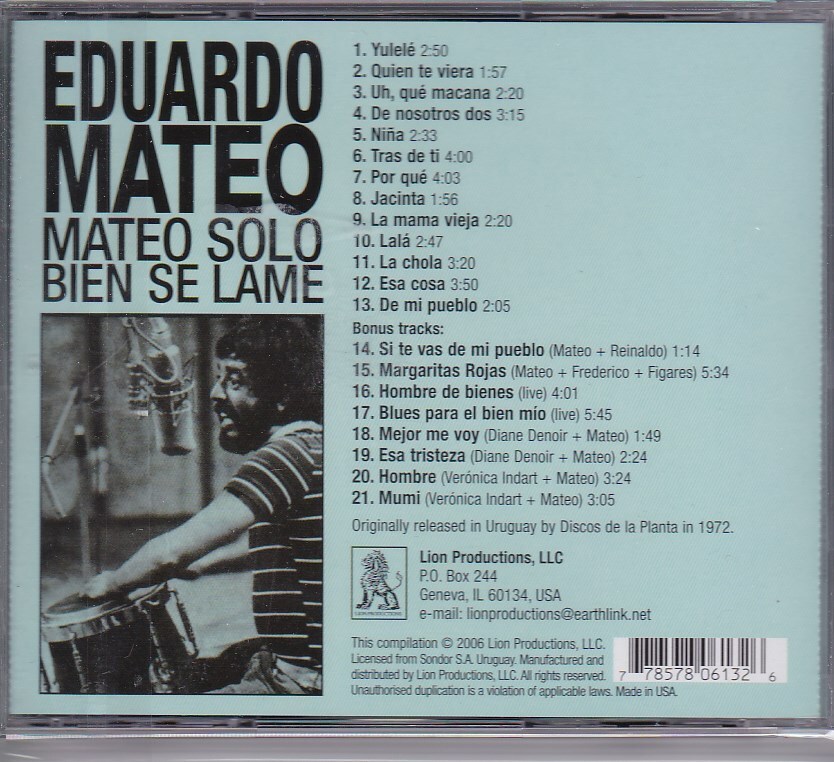 EDUARDO
MATEO
MATEO SOLO
BIEN SE LAME
1. Yulelé 2:50
2. Quien te viera 1:57
3. Uh, qué macana 2:20
4. De nosotros dos 3:15
5. Niña 2:33
6. Tras de ti 4:00
7. Por qué 4:03
8. Jacinta 1:56
9. La mama vieja 2:20
10. Lalá 2:47
11. La chola 3:20
12. Esa cosa 3:50
13. De mi pueblo 2:05
Bonus tracks:
14. Si te vas de mi pueblo (Mateo + Reinaldo) 1:14
15. Margaritas Rojas (Mateo + Frederico + Figares) 5:34
16. Hombre de bienes (live) 4:01
17. Blues para el bien mío (live) 5:45
18. Mejor me voy (Diane Denoir + Mateo) 1:49
19. Esa tristeza (Diane Denoir + Mateo) 2:24
20. Hombre (Verónica Indart + Mateo) 3:24
21. Mumi (Verónica Indart + Mateo) 3:05
Originally released in Uruguay by Discos de la Planta in 1972.
LION PRODUCTIONS
Lion Productions, LLC
P.O. Box 244
Geneva, IL 60134, USA
e-mail: lionproductions@earthlink.net
This compilation © 2006 Lion Productions, LLC.
Licensed from Sondor S.A. Uruguay. Manufactured and
distributed by Lion Productions, LLC. All rights reserved.
Unauthorised duplication is a violation of applicable laws. Made in USA.
7 78578 06132 6